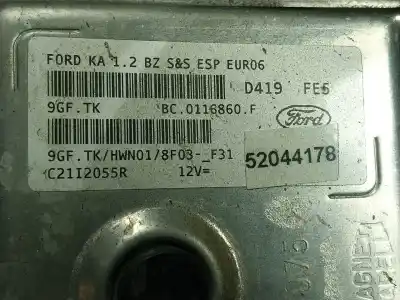 FORD KA 1.2 BZ S&S ESP EURO6
D419 FE5
9GF.TK BC.0116860.F
Ford
9GF.TK/HWN01/8F03-_F31
52044178
C21I2055R 12V=